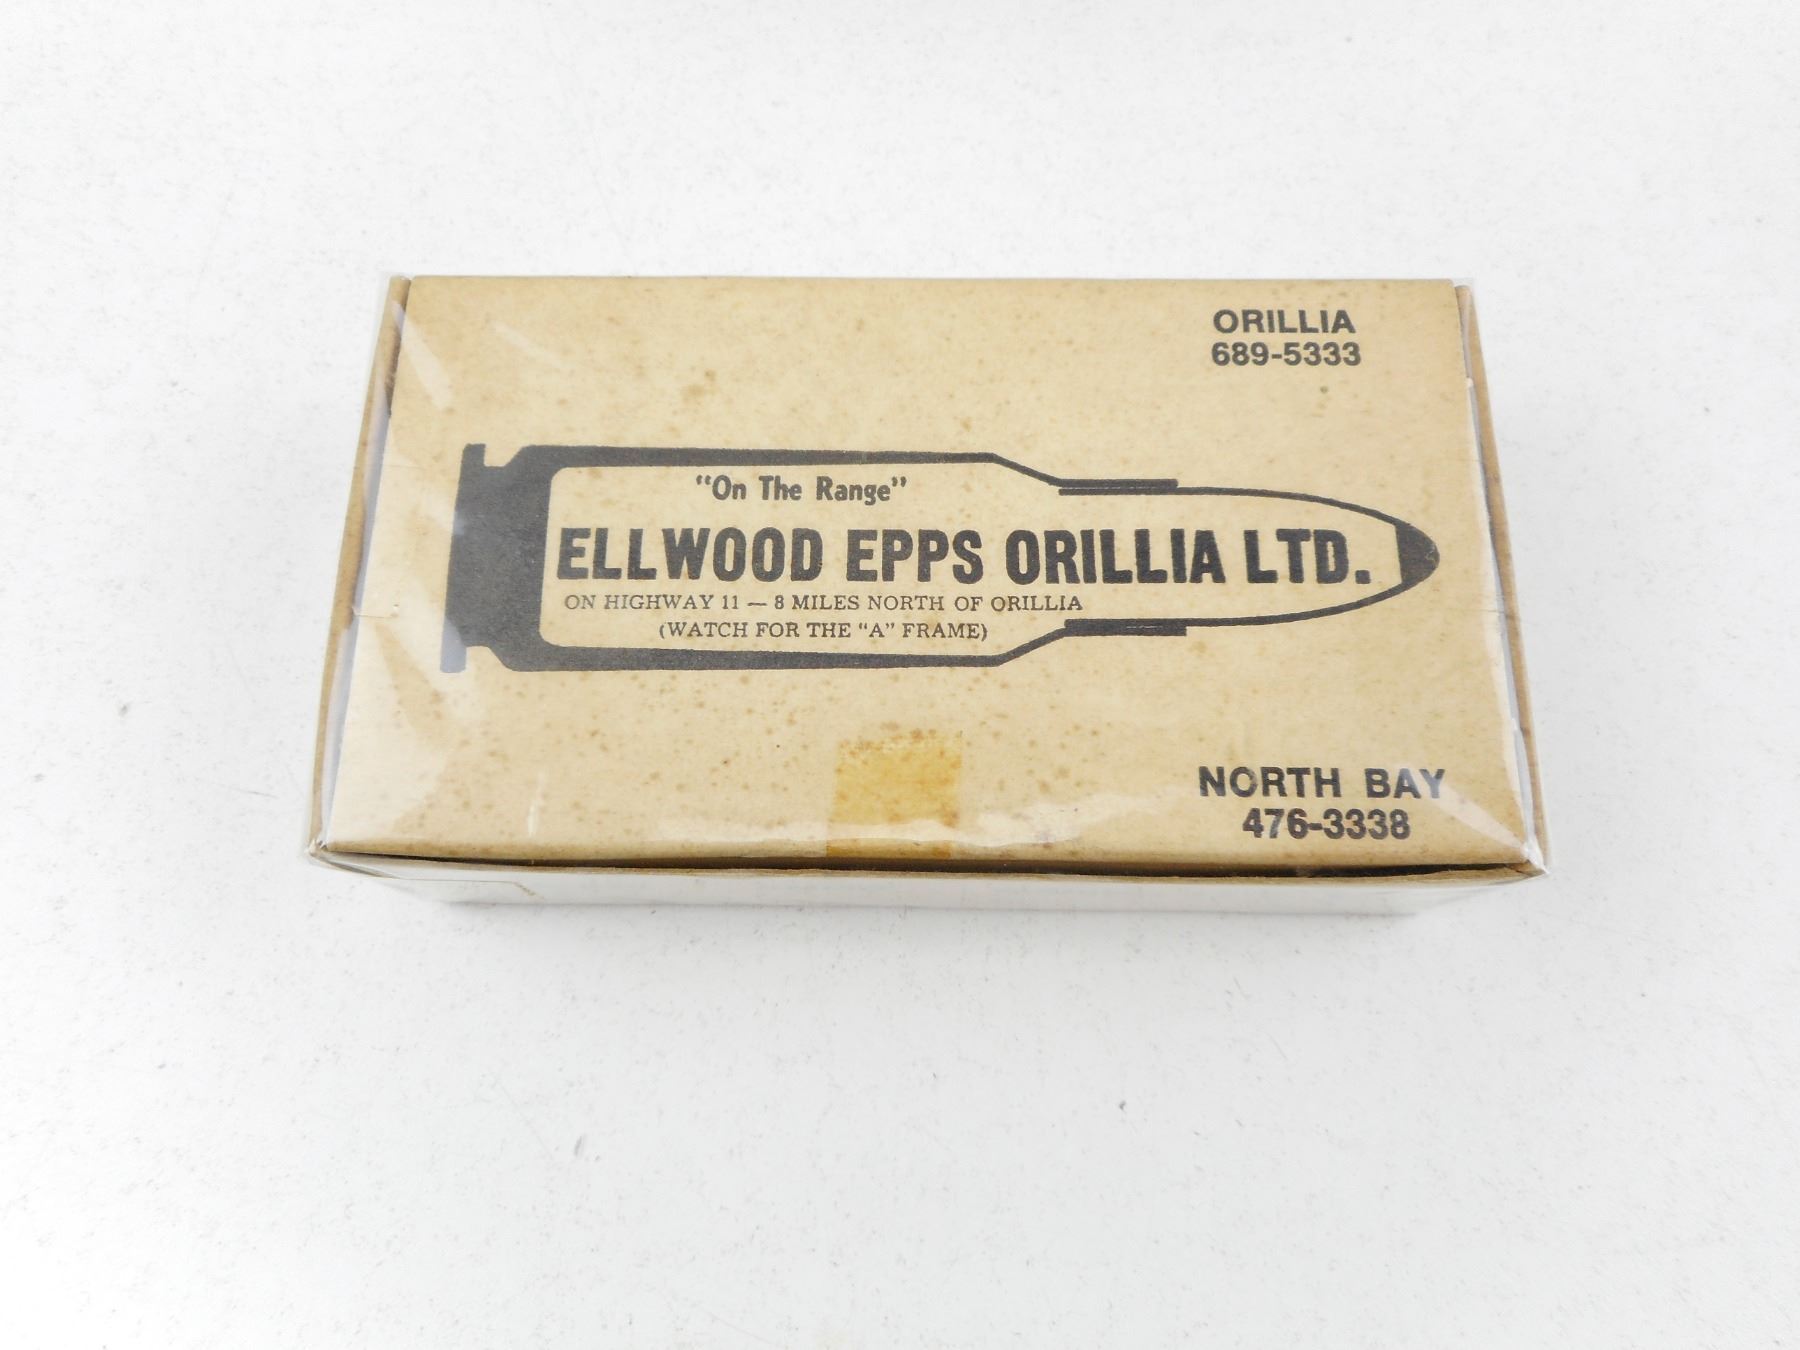 ORILLIA
689-5333
"On The Range"
ELLWOOD EPPS ORILLIA LTD.
ON HIGHWAY 11 — 8 MILES NORTH OF ORILLIA
(WATCH FOR THE "A" FRAME)
NORTH BAY
476-3338